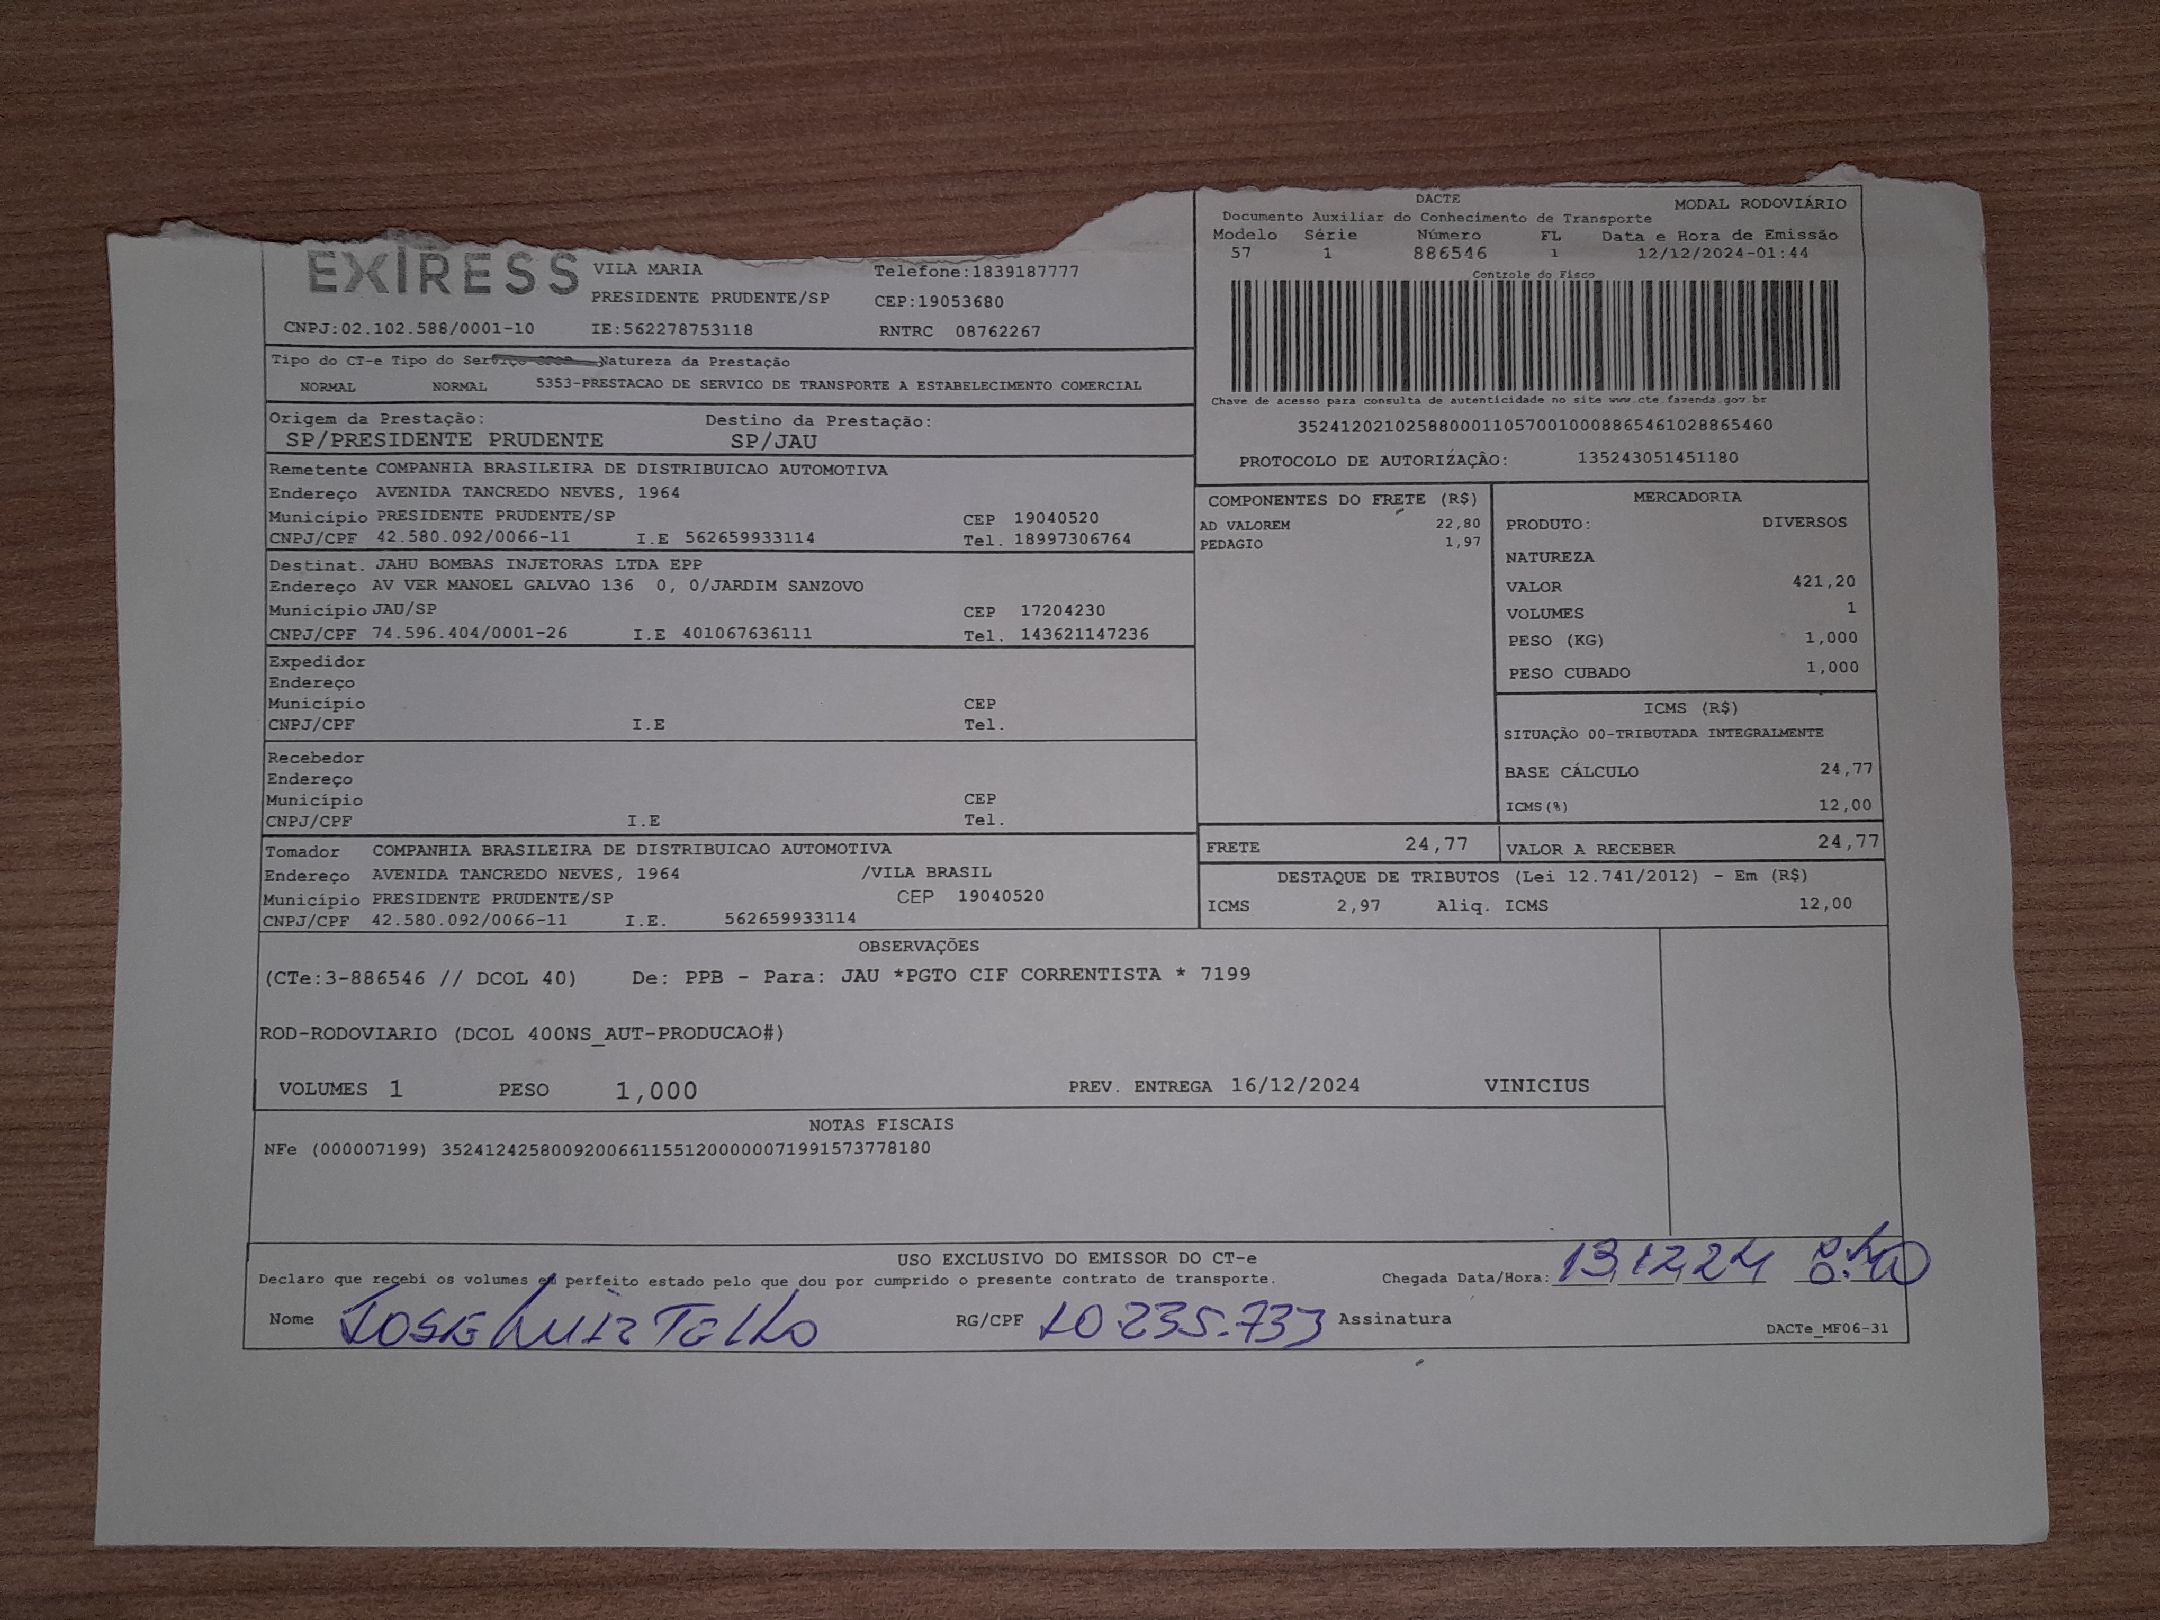 EXPRESS
VILA MARIA Telefone:1839187777
PRESIDENTE PRUDENTE/SP CEP:19053680
CNPJ:02.102.588/0001-10 IE:562278753118 RNTRC 08762267
DACTE MODAL RODOVIÁRIO
Documento Auxiliar do Conhecimento de Transporte
Modelo Série Número FL Data e Hora de Emissão
57 1 886546 1 12/12/2024-01:44
Controle do Fisco
Chave de acesso para consulta de autenticidade no site www.cte.fazenda.gov.br
35241202102588000110570010008865461028865460
PROTOCOLO DE AUTORIZAÇÃO: 135243051451180
Tipo do CT-e Tipo do Serviço CFOP Natureza da Prestação
NORMAL NORMAL 5353-PRESTACAO DE SERVICO DE TRANSPORTE A ESTABELECIMENTO COMERCIAL
Origem da Prestação: Destino da Prestação:
SP/PRESIDENTE PRUDENTE SP/JAU
Remetente COMPANHIA BRASILEIRA DE DISTRIBUICAO AUTOMOTIVA
Endereço AVENIDA TANCREDO NEVES, 1964
Município PRESIDENTE PRUDENTE/SP CEP 19040520
CNPJ/CPF 42.580.092/0066-11 I.E 562659933114 Tel. 18997306764
Destinat. JAHU BOMBAS INJETORAS LTDA EPP
Endereço AV VER MANOEL GALVAO 136 0, 0/JARDIM SANZOVO
Município JAU/SP CEP 17204230
CNPJ/CPF 74.596.404/0001-26 I.E 401067636111 Tel. 143621147236
Expedidor
Endereço
Município CEP
CNPJ/CPF I.E Tel.
Recebedor
Endereço
Município CEP
CNPJ/CPF I.E Tel.
Tomador COMPANHIA BRASILEIRA DE DISTRIBUICAO AUTOMOTIVA
Endereço AVENIDA TANCREDO NEVES, 1964 /VILA BRASIL
Município PRESIDENTE PRUDENTE/SP CEP 19040520
CNPJ/CPF 42.580.092/0066-11 I.E. 562659933114
COMPONENTES DO FRETE (R$)
AD VALOREM 22,80
PEDAGIO 1,97
MERCADORIA
PRODUTO: DIVERSOS
NATUREZA
VALOR 421,20
VOLUMES 1
PESO (KG) 1,000
PESO CUBADO 1,000
ICMS (R$)
SITUAÇÃO 00-TRIBUTADA INTEGRALMENTE
BASE CÁLCULO 24,77
ICMS(%) 12,00
FRETE 24,77 VALOR A RECEBER 24,77
DESTAQUE DE TRIBUTOS (Lei 12.741/2012) - Em (R$)
ICMS 2,97 Aliq. ICMS 12,00
OBSERVAÇÕES
(CTe:3-886546 // DCOL 40) De: PPB - Para: JAU *PGTO CIF CORRENTISTA * 7199
ROD-RODOVIARIO (DCOL 400NS_AUT-PRODUCAO#)
VOLUMES 1 PESO 1,000 PREV. ENTREGA 16/12/2024 VINICIUS
NOTAS FISCAIS
NFe (000007199) 35241242580092006611551200000071991573778180
USO EXCLUSIVO DO EMISSOR DO CT-e
Declaro que recebi os volumes em perfeito estado pelo que dou por cumprido o presente contrato de transporte. Chegada Data/Hora: 13,12,24
Nome JOSE LUIZ TELLO RG/CPF 10 235.733 Assinatura
DACTe_MF06-31